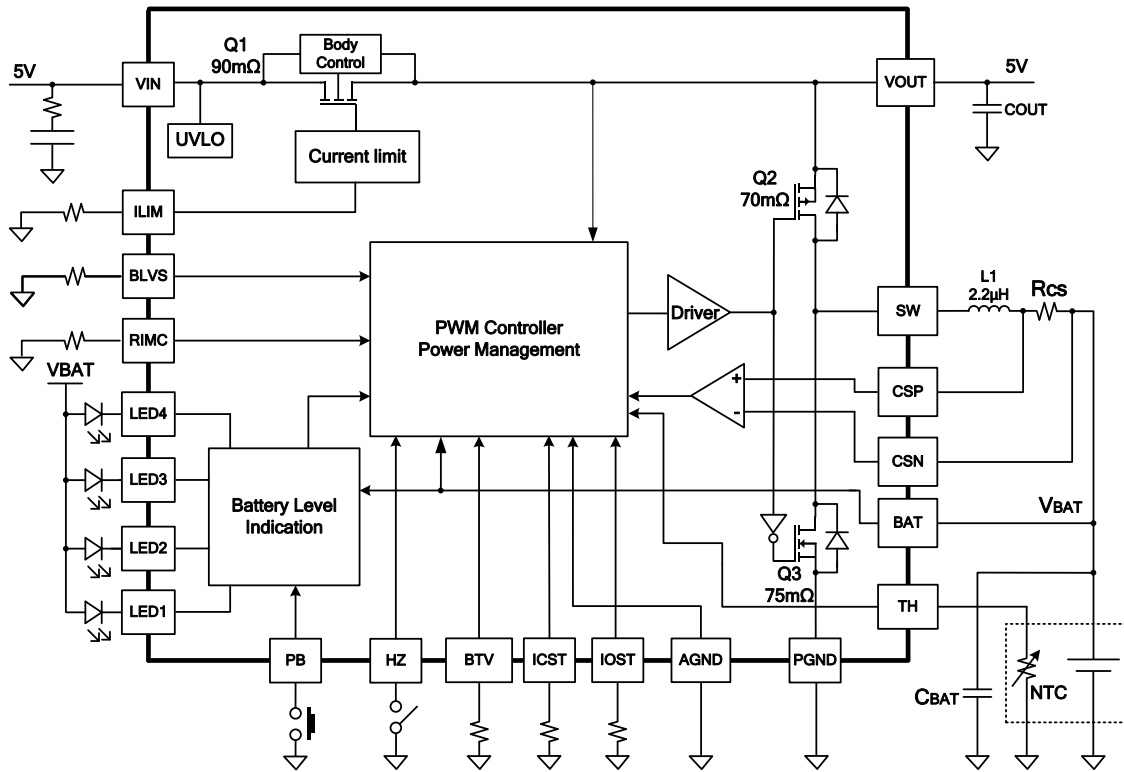 Q1
90mΩ
Body
Control
5V
VIN
UVLO
Current limit
VOUT
5V
COUT
Q2
70mΩ
ILIM
BLVS
RIMC
VBAT
PWM Controller
Power Management
Driver
SW
L1
2.2µH
Rcs
CSP
CSN
+
-
LED4
LED3
LED2
LED1
Battery Level
Indication
BAT
VBAT
Q3
75mΩ
TH
PB
HZ
BTV
ICST
IOST
AGND
PGND
CBAT
NTC